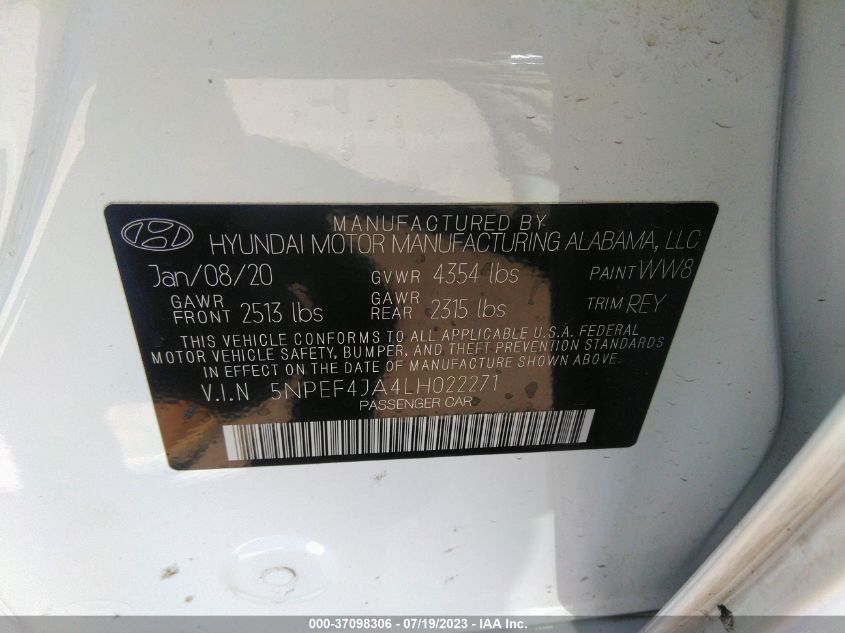 MANUFACTURED BY
HYUNDAI MOTOR MANUFACTURING ALABAMA, LLC
Jan/08/20 GVWR 4354 lbs PAINT WW8
GAWR FRONT 2513 lbs GAWR REAR 2315 lbs TRIM REY
THIS VEHICLE CONFORMS TO ALL APPLICABLE U.S.A. FEDERAL
MOTOR VEHICLE SAFETY, BUMPER, AND THEFT PREVENTION STANDARDS
IN EFFECT ON THE DATE OF MANUFACTURE SHOWN ABOVE.
V.I.N 5NPEF4JA4LH022271
PASSENGER CAR
000-37098306 - 07/19/2023 - IAA Inc.